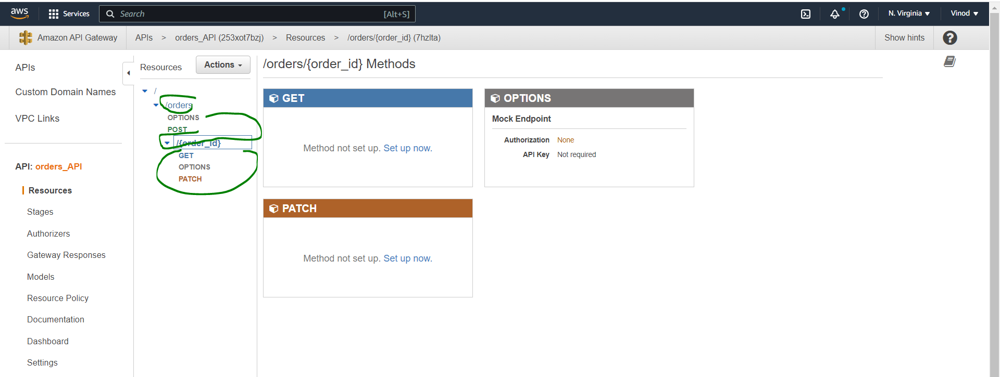 aws Services Search [Alt+S] N. Virginia Vinod
Amazon API Gateway APIs > orders_API (253xot7bzj) > Resources > /orders/{order_id} (7hzlta) Show hints ?
APIs
Custom Domain Names
VPC Links
API: orders_API
Resources
Stages
Authorizers
Gateway Responses
Models
Resource Policy
Documentation
Dashboard
Settings
Resources Actions
/
/orders
OPTIONS
POST
/{order_id}
GET
OPTIONS
PATCH
/orders/{order_id} Methods
GET
Method not set up. Set up now.
OPTIONS
Mock Endpoint
Authorization None
API Key Not required
PATCH
Method not set up. Set up now.